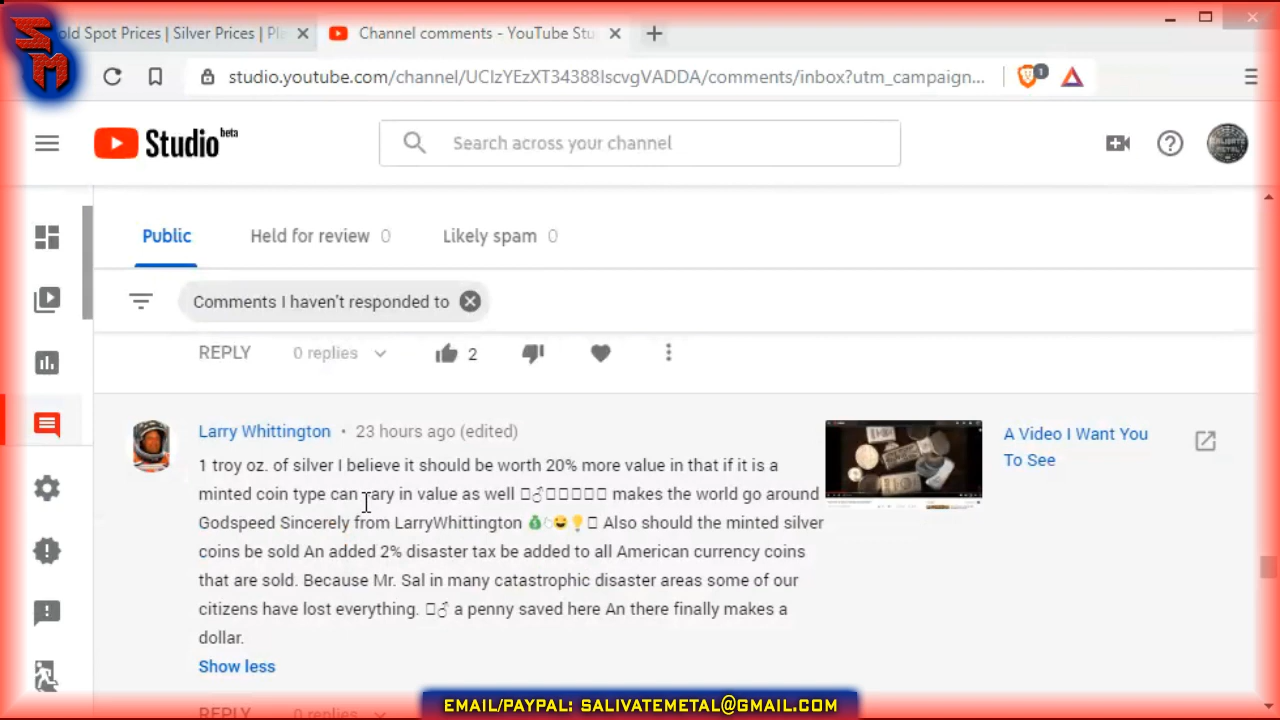 SM
old Spot Prices | Silver Prices | Pl
Channel comments - YouTube Stu
studio.youtube.com/channel/UCIzYEzXT34388IscvgVADDA/comments/inbox?utm_campaign...
1
Studio beta
Search across your channel
Public
Held for review 0
Likely spam 0
Comments I haven't responded to
REPLY
0 replies
2
Larry Whittington • 23 hours ago (edited)
1 troy oz. of silver I believe it should be worth 20% more value in that if it is a
minted coin type can vary in value as well 🏻‍♂️ makes the world go around
Godspeed Sincerely from LarryWhittington 💰👆😄💡 Also should the minted silver
coins be sold An added 2% disaster tax be added to all American currency coins
that are sold. Because Mr. Sal in many catastrophic disaster areas some of our
citizens have lost everything. ♂ a penny saved here An there finally makes a
dollar.
Show less
A Video I Want You
To See
REPLY
0 replies
EMAIL/PAYPAL: SALIVATEMETAL@GMAIL.COM